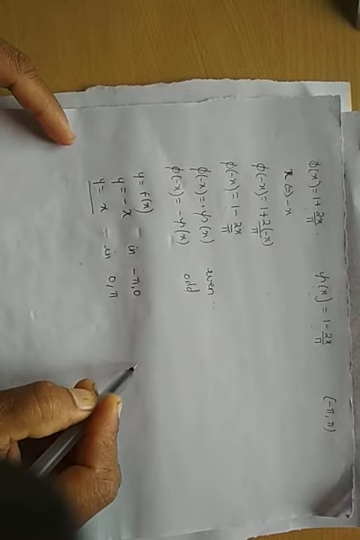 φ(x) = 1 + 2x/π    ψ(x) = 1 - 2x/π    (-π, π)
x ⇔ -x
φ(-x) = 1 + 2(-x)/π
φ(-x) = 1 - 2x/π
φ(-x) = ψ(x)    even
φ(-x) = -ψ(x)    odd
y = f(x)
y = -x - in -π, 0
y = x - in 0, π